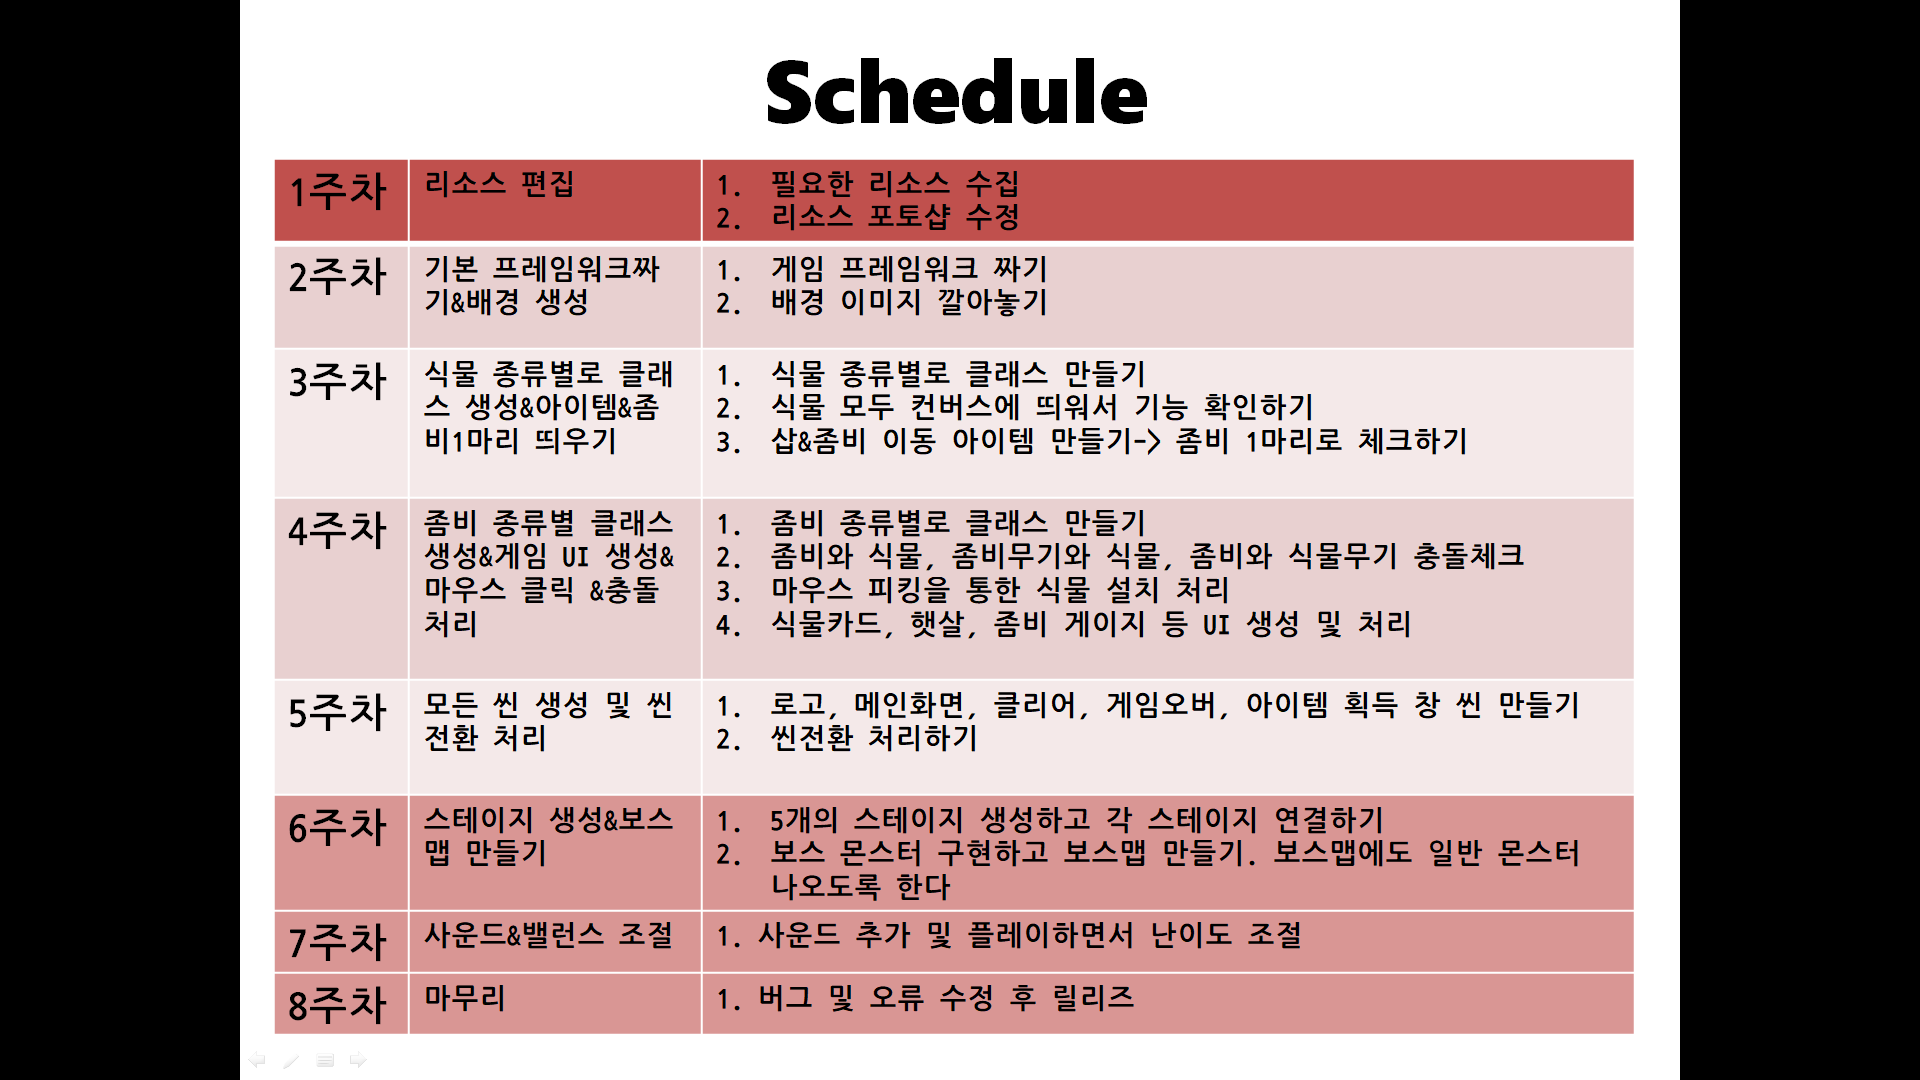 Schedule
1주차
리소스 편집
1. 필요한 리소스 수집
2. 리소스 포토샵 수정
2주차
기본 프레임워크짜
기&배경 생성
1. 게임 프레임워크 짜기
2. 배경 이미지 깔아놓기
3주차
식물 종류별로 클래
스 생성&아이템&좀
비1마리 띄우기
1. 식물 종류별로 클래스 만들기
2. 식물 모두 컨버스에 띄워서 기능 확인하기
3. 삽&좀비 이동 아이템 만들기-> 좀비 1마리로 체크하기
4주차
좀비 종류별 클래스
생성&게임 UI 생성&
마우스 클릭 &충돌
처리
1. 좀비 종류별로 클래스 만들기
2. 좀비와 식물, 좀비무기와 식물, 좀비와 식물무기 충돌체크
3. 마우스 피킹을 통한 식물 설치 처리
4. 식물카드, 햇살, 좀비 게이지 등 UI 생성 및 처리
5주차
모든 씬 생성 및 씬
전환 처리
1. 로고, 메인화면, 클리어, 게임오버, 아이템 획득 창 씬 만들기
2. 씬전환 처리하기
6주차
스테이지 생성&보스
맵 만들기
1. 5개의 스테이지 생성하고 각 스테이지 연결하기
2. 보스 몬스터 구현하고 보스맵 만들기. 보스맵에도 일반 몬스터
나오도록 한다
7주차
사운드&밸런스 조절
1. 사운드 추가 및 플레이하면서 난이도 조절
8주차
마무리
1. 버그 및 오류 수정 후 릴리즈